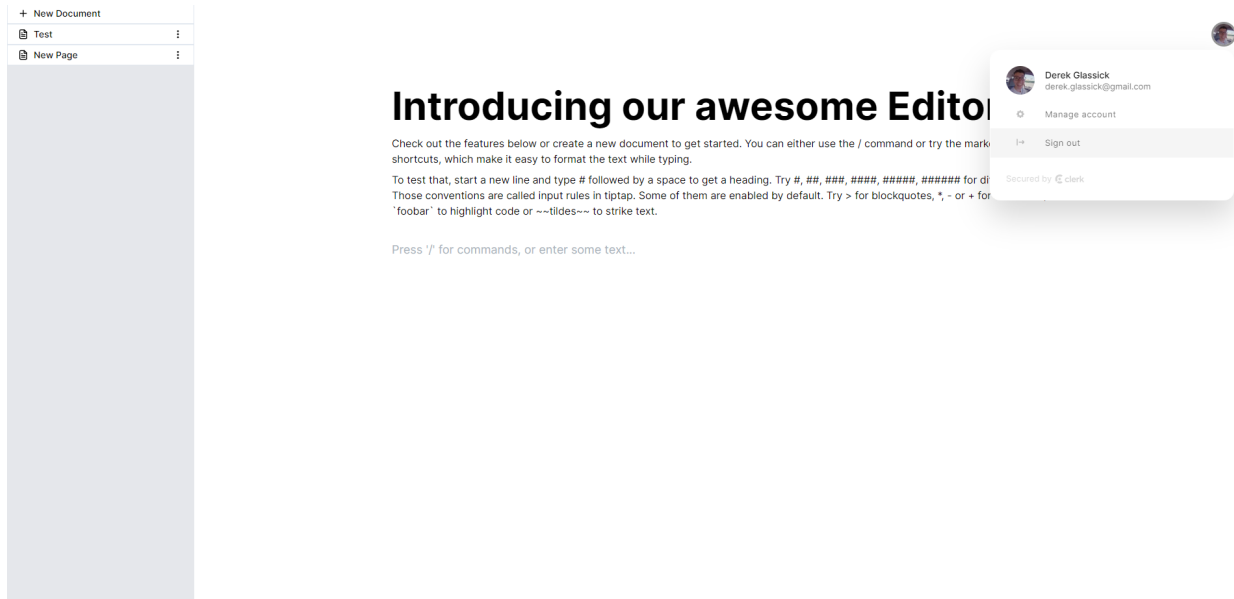 + New Document
Test
New Page
Derek Glassick
derek.glassick@gmail.com
Manage account
Sign out
Secured by clerk
Introducing our awesome Editor
Check out the features below or create a new document to get started. You can either use the / command or try the
shortcuts, which make it easy to format the text while typing.
To test that, start a new line and type # followed by a space to get a heading. Try #, ##, ###, ####, #####, ###### for
Those conventions are called input rules in tiptap. Some of them are enabled by default. Try > for blockquotes, *, - or + for
`foobar` to highlight code or ~~tildes~~ to strike text.
Press '/' for commands, or enter some text...